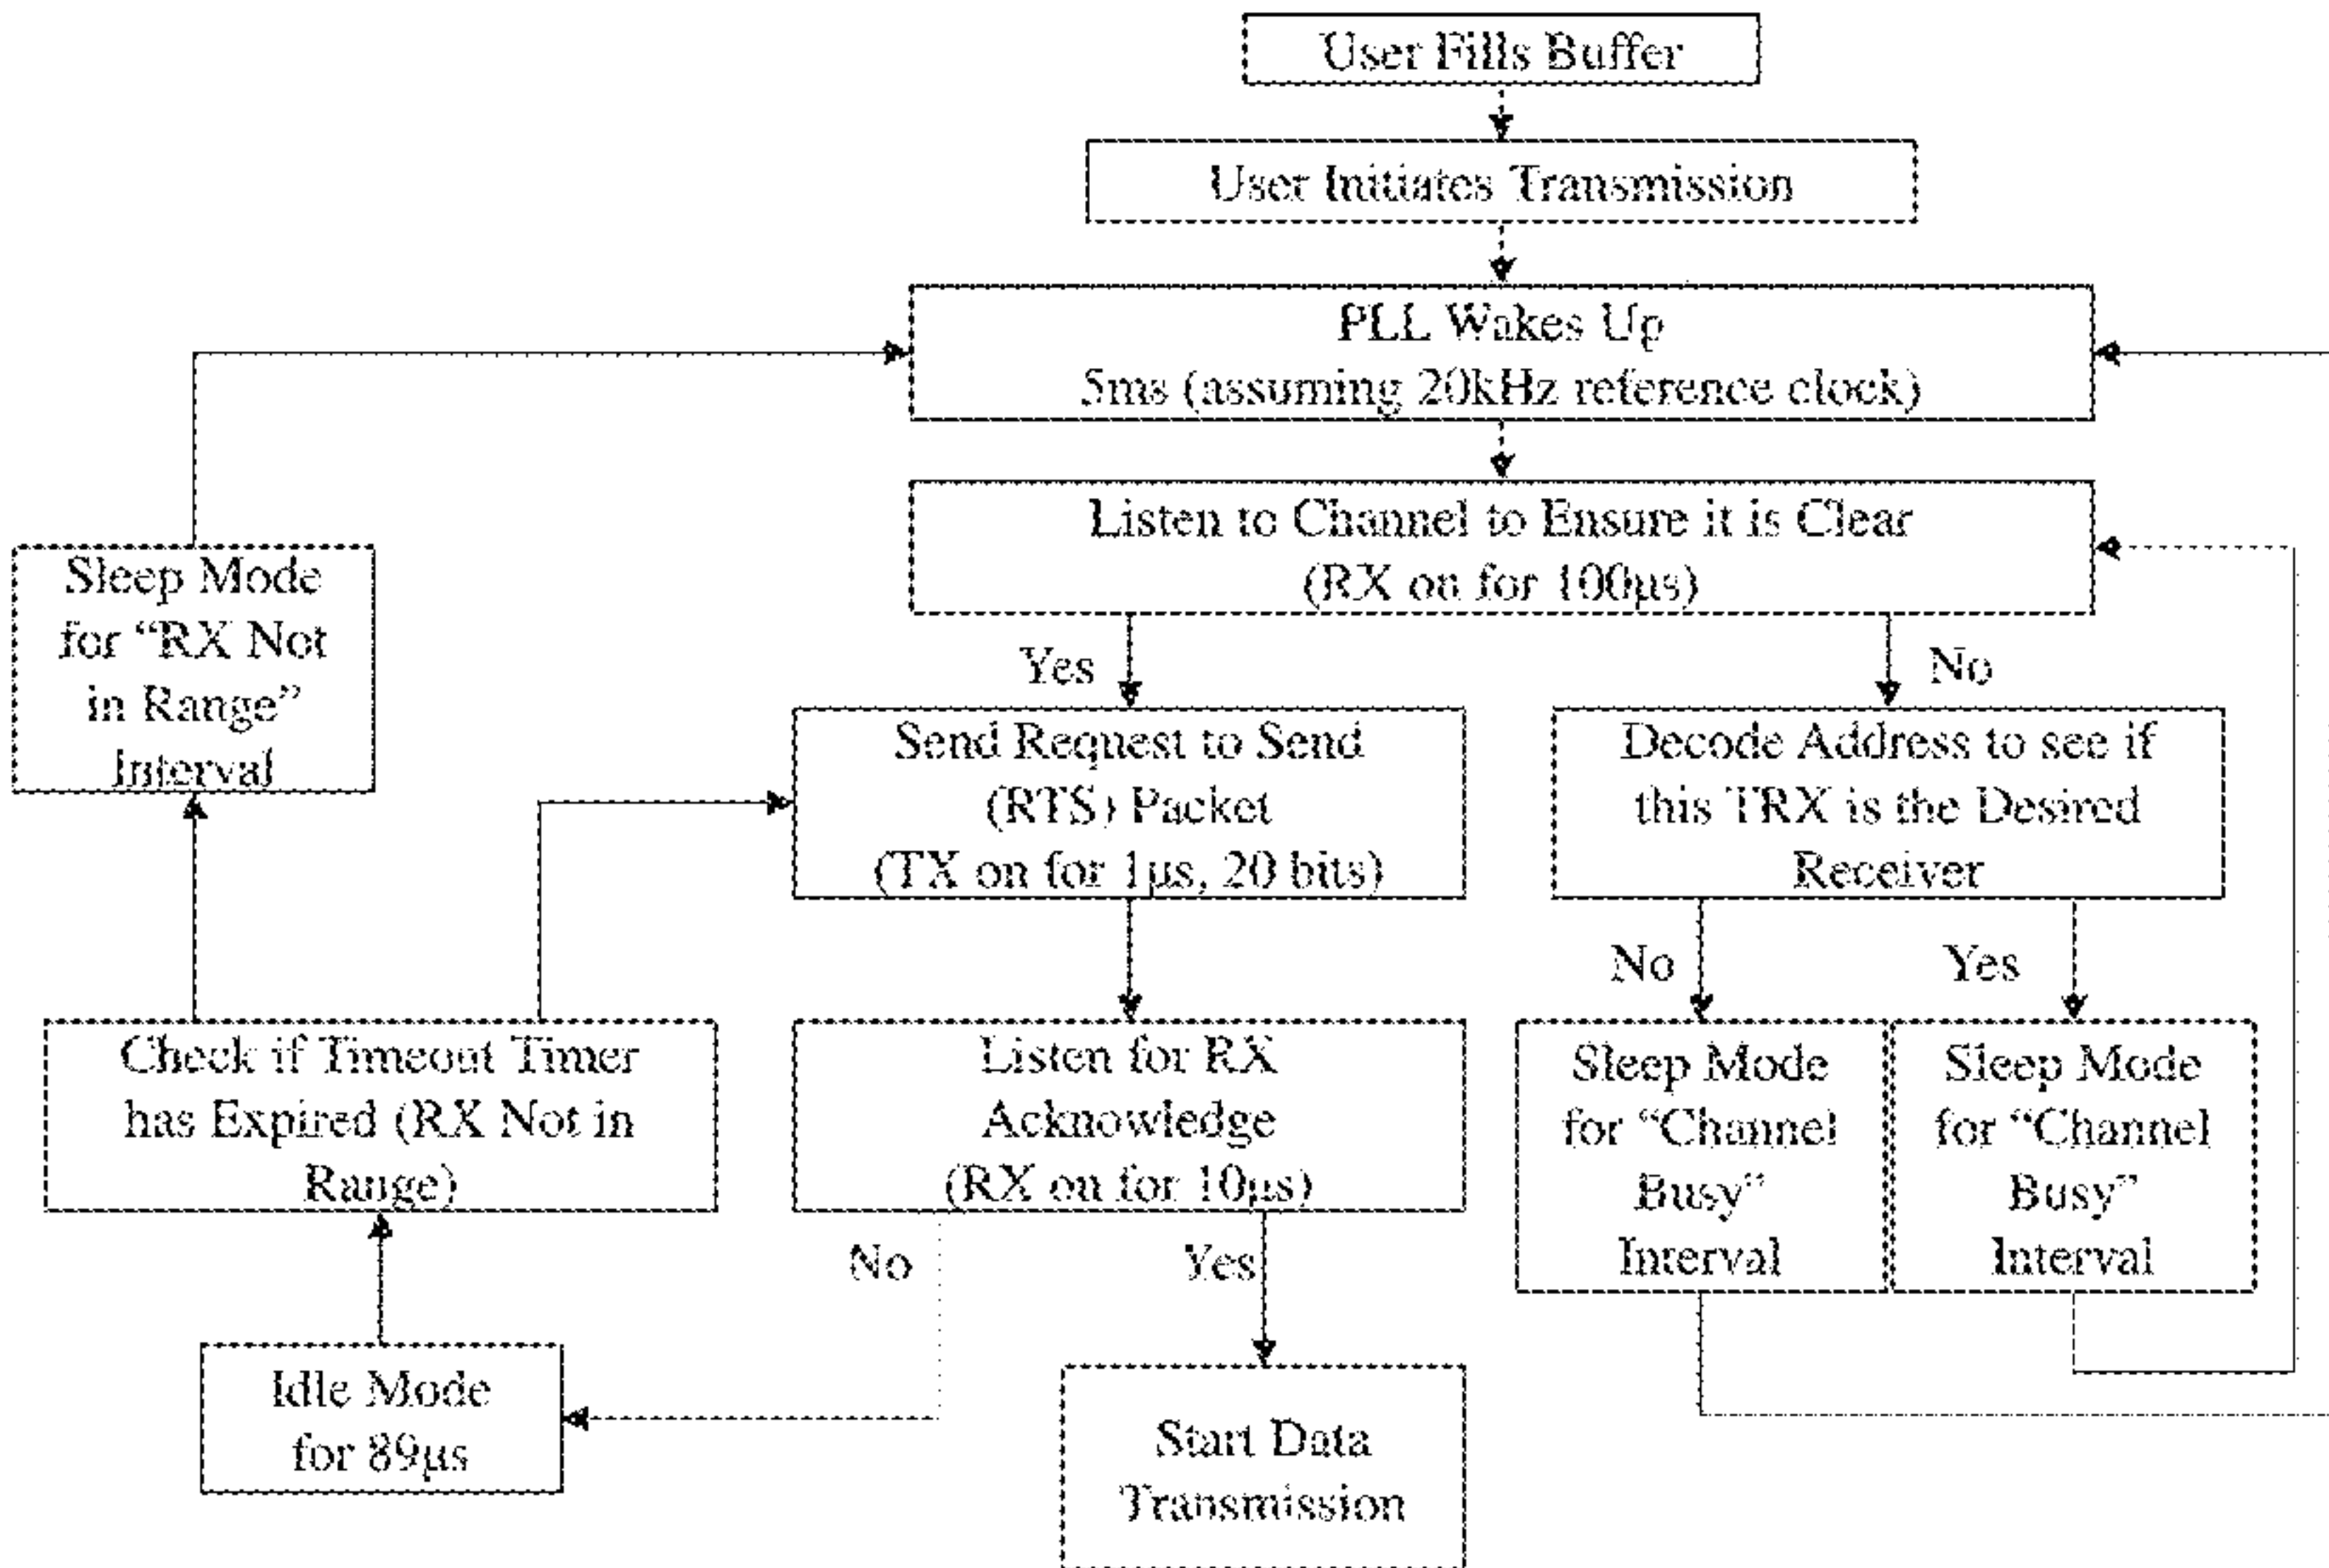 User Fills Buffer
User Initiates Transmission
PLL Wakes Up
5ms (assuming 20kHz reference clock)
Listen to Channel to Ensure it is Clear
(RX on for 100μs)
Sleep Mode
for “RX Not
in Range”
Interval
Yes
No
Send Request to Send
(RTS) Packet
(TX on for 1μs, 20 bits)
Decode Address to see if
this TRX is the Desired
Receiver
No
Yes
Check if Timeout Timer
has Expired (RX Not in
Range)
Listen for RX
Acknowledge
(RX on for 10μs)
Sleep Mode
for “Channel
Busy”
Interval
Sleep Mode
for “Channel
Busy”
Interval
No
Yes
Idle Mode
for 89μs
Start Data
Transmission